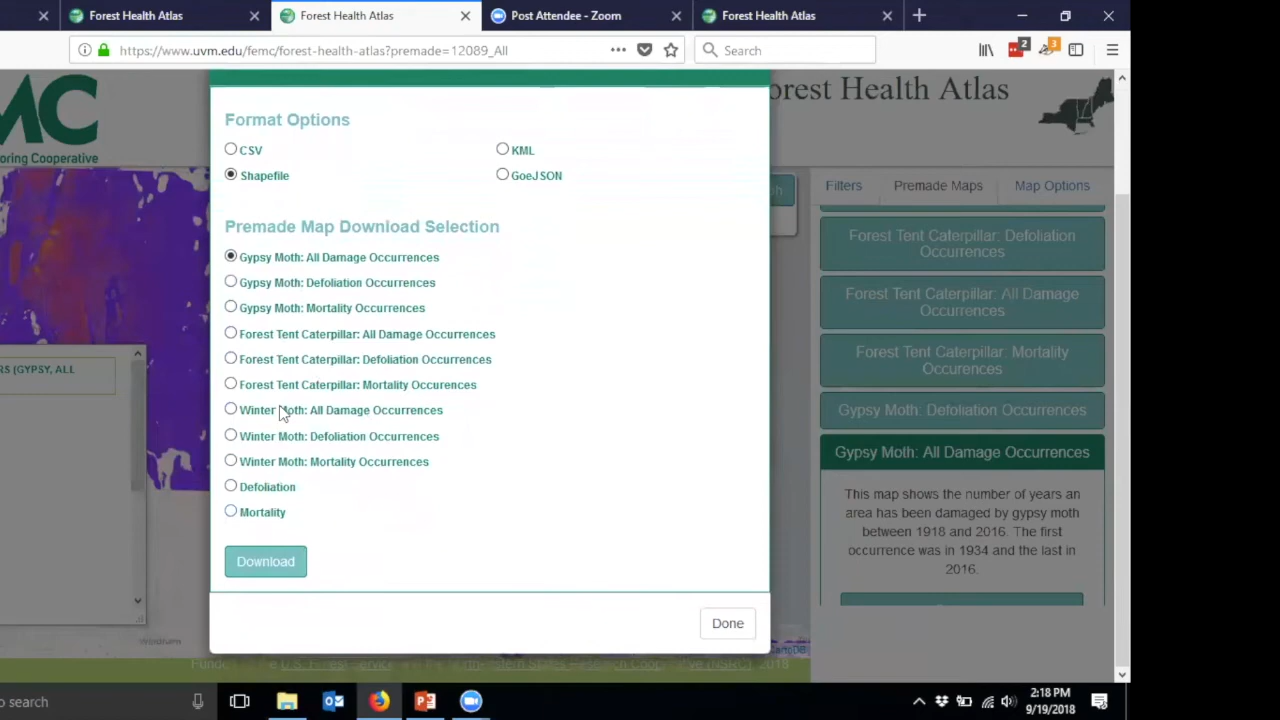 Forest Health Atlas
Forest Health Atlas
Post Attendee - Zoom
Forest Health Atlas
https://www.uvm.edu/femc/forest-health-atlas?premade=12089_All
Search
2
3
MC
oring Cooperative
orest Health Atlas
Format Options
CSV
KML
Shapefile
GoeJSON
Premade Map Download Selection
Gypsy Moth: All Damage Occurrences
Gypsy Moth: Defoliation Occurrences
Gypsy Moth: Mortality Occurrences
Forest Tent Caterpillar: All Damage Occurrences
Forest Tent Caterpillar: Defoliation Occurrences
Forest Tent Caterpillar: Mortality Occurences
Winter Moth: All Damage Occurrences
Winter Moth: Defoliation Occurrences
Winter Moth: Mortality Occurrences
Defoliation
Mortality
Download
Done
RS (GYPSY, ALL
Filters
Premade Maps
Map Options
Forest Tent Caterpillar: Defoliation
Occurrences
Forest Tent Caterpillar: All Damage
Occurrences
Forest Tent Caterpillar: Mortality
Occurences
Gypsy Moth: Defoliation Occurrences
Gypsy Moth: All Damage Occurrences
This map shows the number of years an
area has been damaged by gypsy moth
between 1918 and 2016. The first
occurrence was in 1934 and the last in
2016.
CartoDB
U.S. Forest Service
2018
o search
2:18 PM
9/19/2018